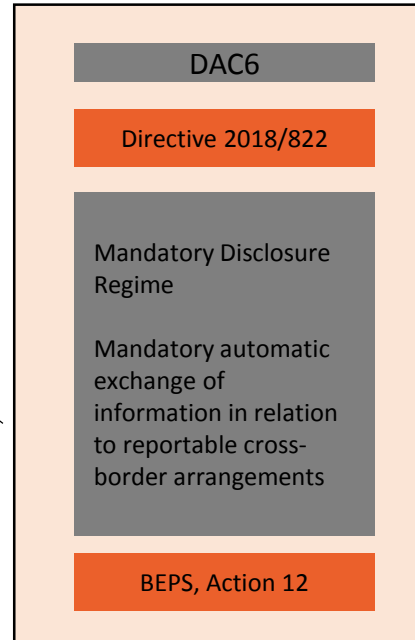 DAC6
Directive 2018/822
Mandatory Disclosure
Regime
Mandatory automatic
exchange of
information in relation
to reportable cross-
border arrangements
BEPS, Action 12